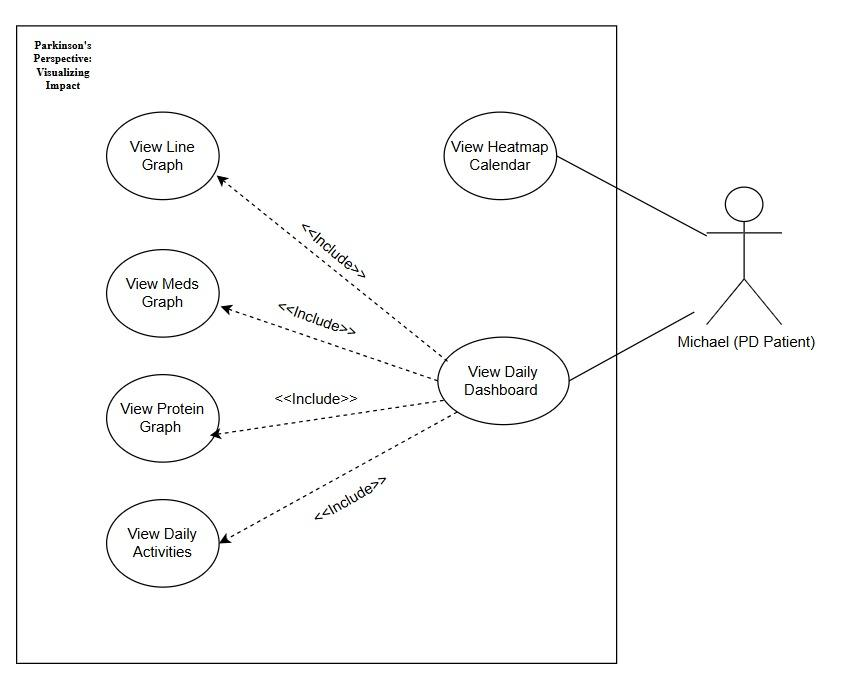 Parkinson's
Perspective:
Visualizing
Impact
View Line
Graph
View Heatmap
Calendar
<<Include>>
View Meds
Graph
<<Include>>
Michael (PD Patient)
View Daily
Dashboard
View Protein
Graph
<<Include>>
<<Include>>
View Daily
Activities